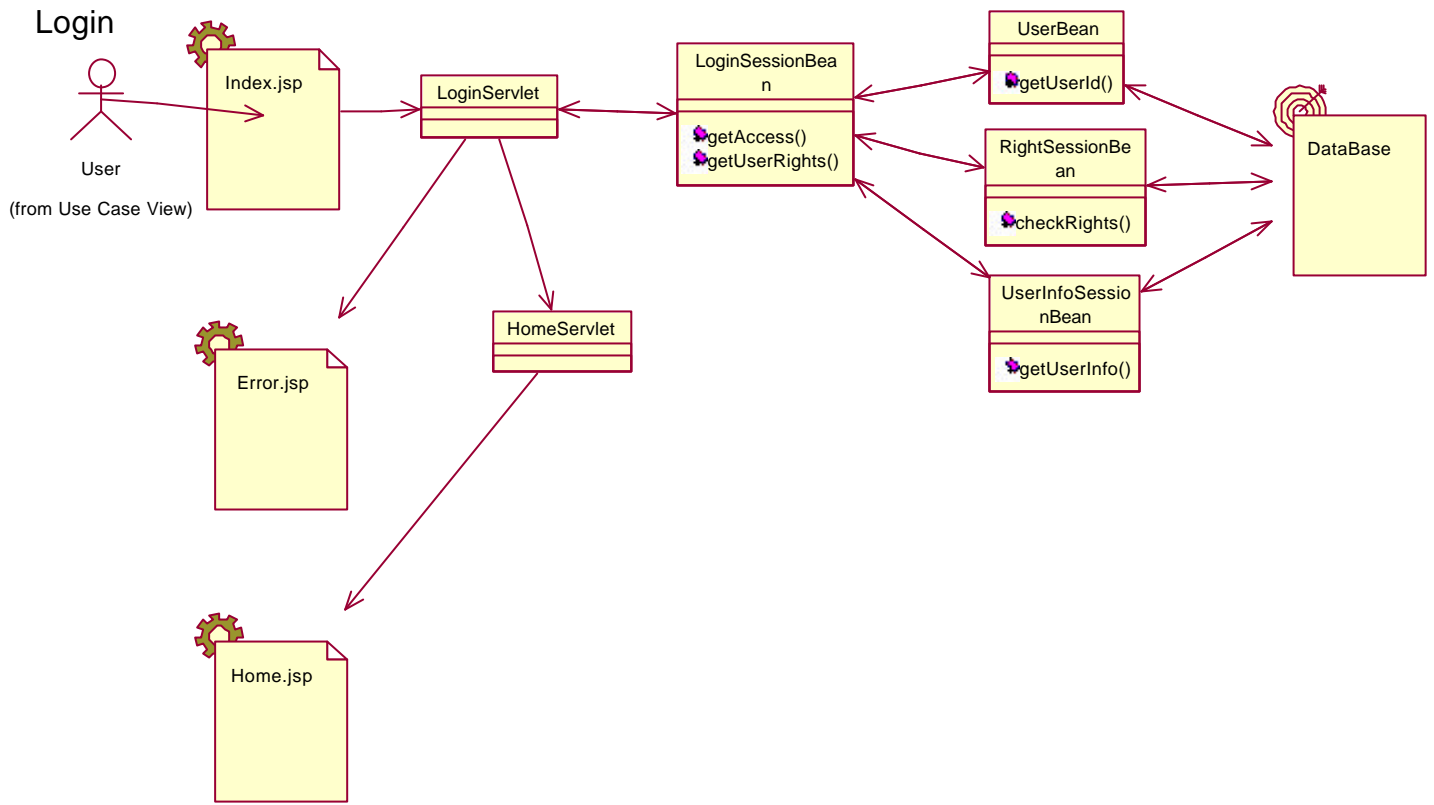 Login
User
(from Use Case View)
Index.jsp
LoginServlet
LoginSessionBea
n
getAccess()
getUserRights()
UserBean
getUserId()
RightSessionBe
an
checkRights()
UserInfoSessio
nBean
getUserInfo()
DataBase
Error.jsp
HomeServlet
Home.jsp